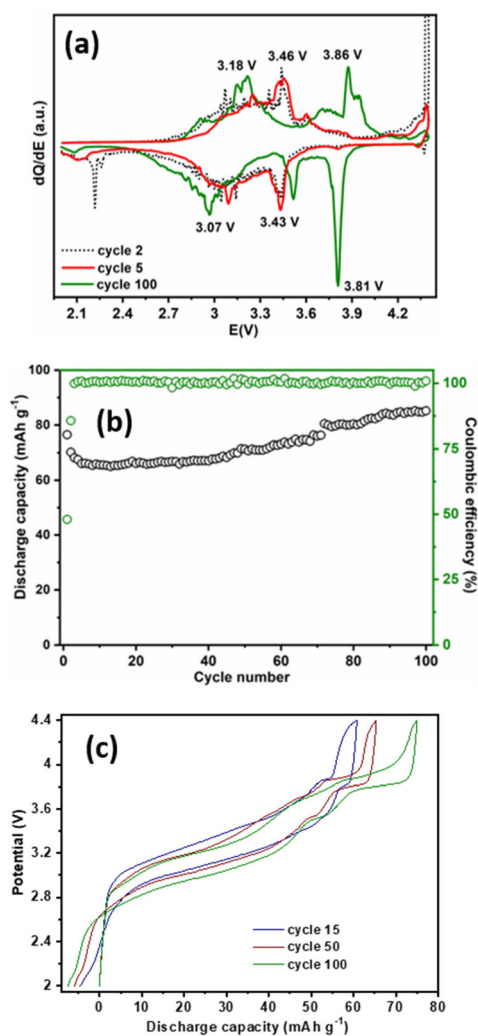 (a)
3.18 V
3.46 V
3.86 V
dQ/dE (a.u.)
3.07 V
3.43 V
3.81 V
cycle 2
cycle 5
cycle 100
2.1 2.4 3 3.3 3.6 3.9 4.2
E(V)
(b)
Discharge capacity (mAh g⁻¹)
100
80
60
40
20
0
Coulombic efficiency (%)
100
75
50
25
0
0 20 40 60 80 100
Cycle number
(c)
Potential (V)
4.4
4.0
3.6
3.2
2.8
2.4
2
cycle 15
cycle 50
cycle 100
0 10 20 30 40 50 60 70 80
Discharge capacity (mAh g⁻¹)